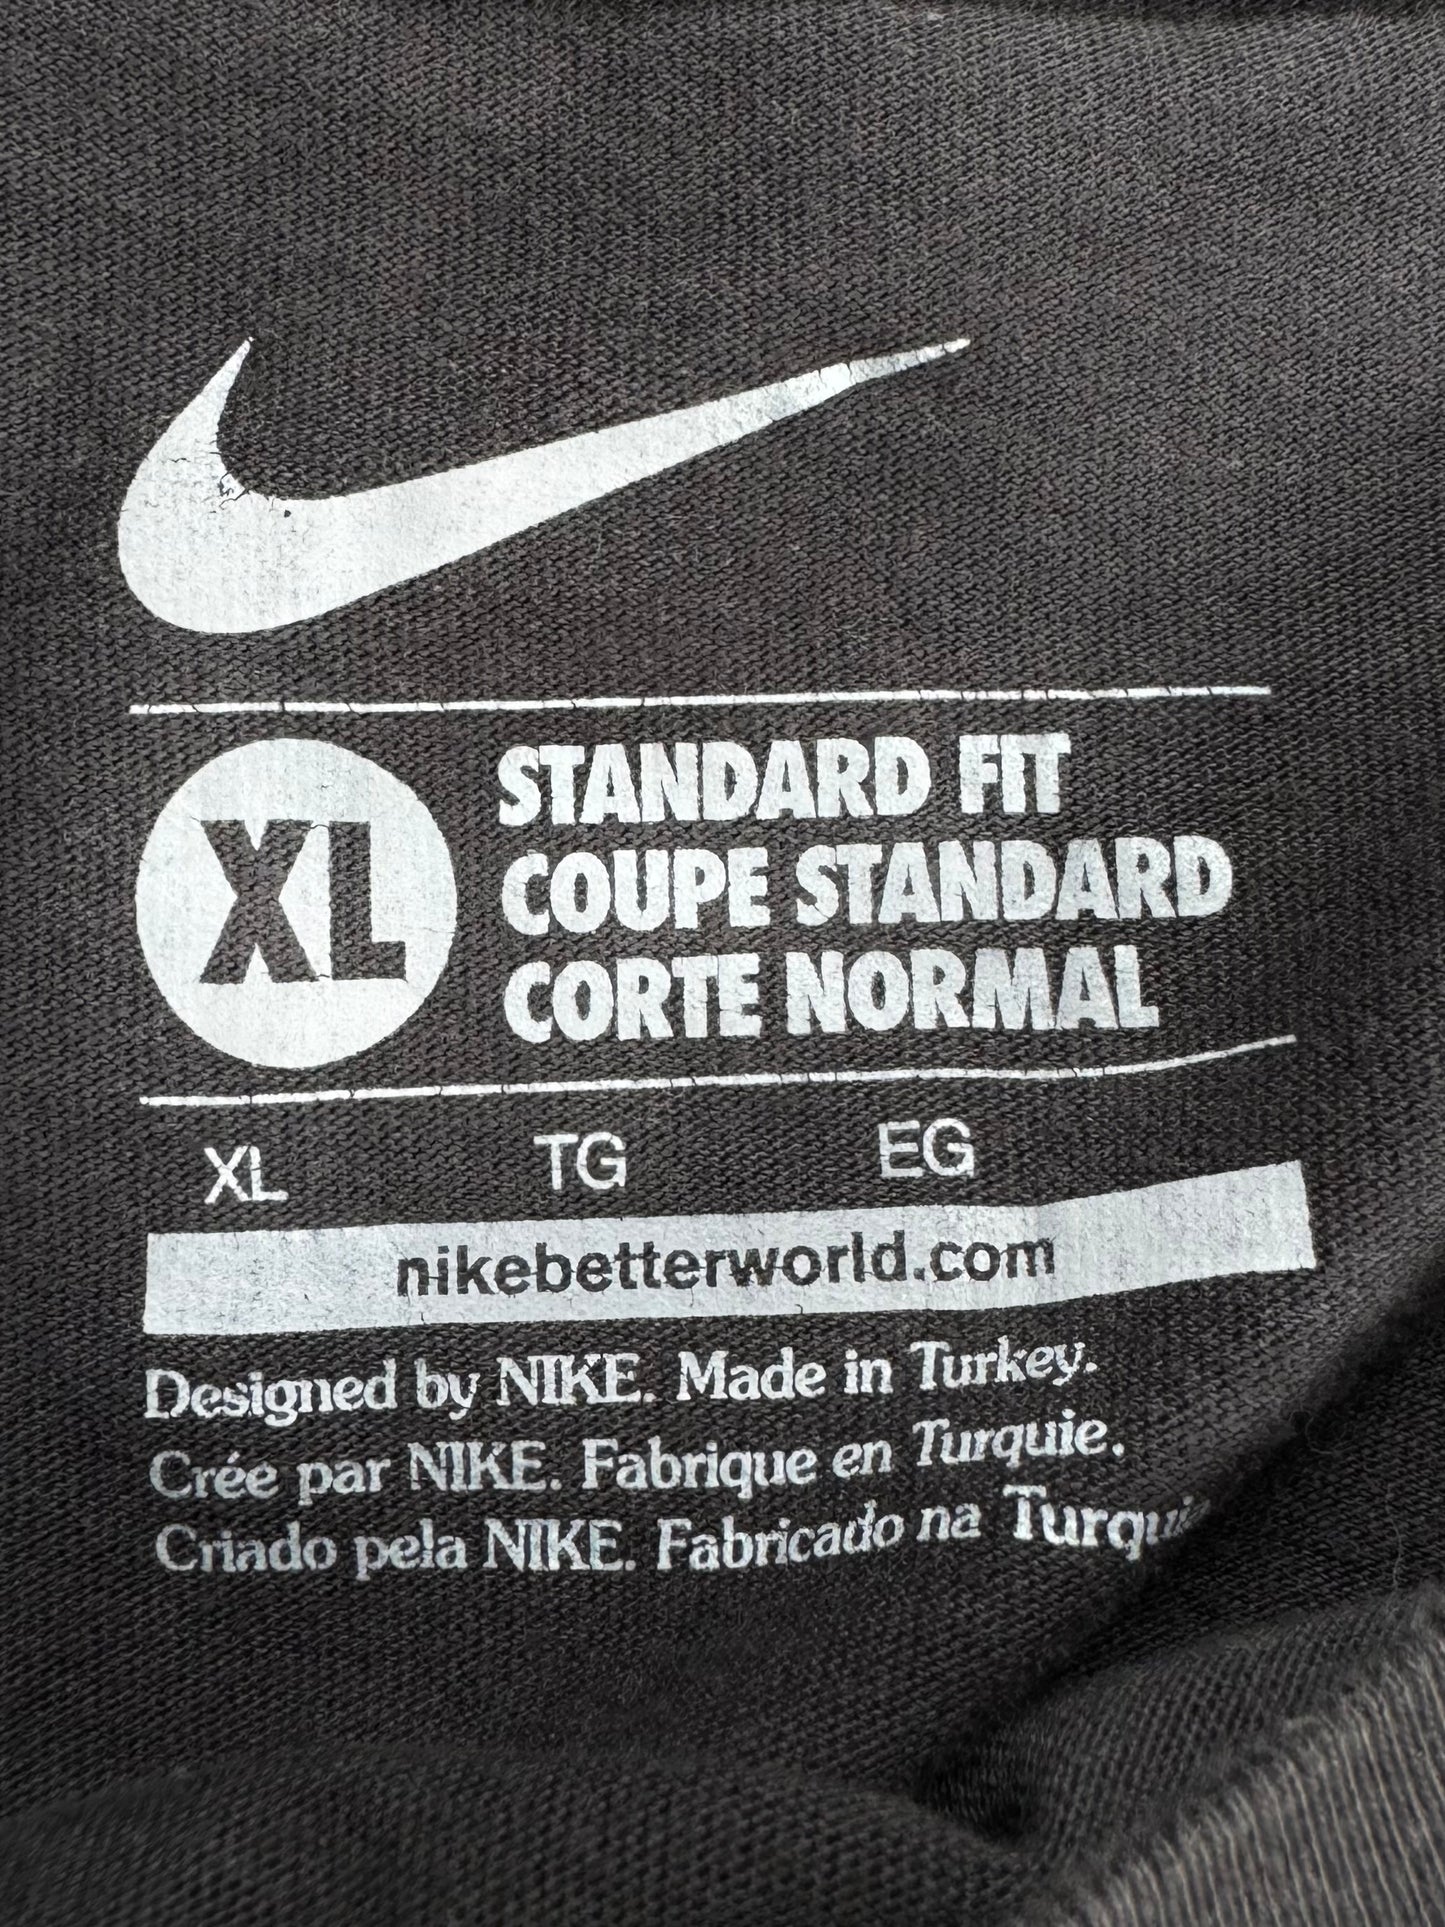 XL
STANDARD FIT
COUPE STANDARD
CORTE NORMAL
XL TG EG
nikebetterworld.com
Designed by NIKE. Made in Turkey.
Crée par NIKE. Fabrique en Turquie.
Criado pela NIKE. Fabricado na